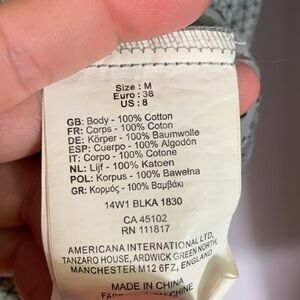 Size : M
Euro : 38
US : 8
GB: Body - 100% Cotton
FR: Corps - 100% Coton
DE: Körper - 100% Baumwolle
ESP: Cuerpo - 100% Algodón
IT: Corpo - 100% Cotone
NL: Lijf - 100% Katoen
POL: Korpus - 100% Bawełna
GR: Κορμός - 100% Βαμβάκι
14W1 BLKA 1830
CA 45102
RN 111817
AMERICANA INTERNATIONAL LTD,
TANZARO HOUSE, ARDWICK GREEN NORTH,
MANCHESTER M12 6FZ, ENGLAND
MADE IN CHINA
CHINE